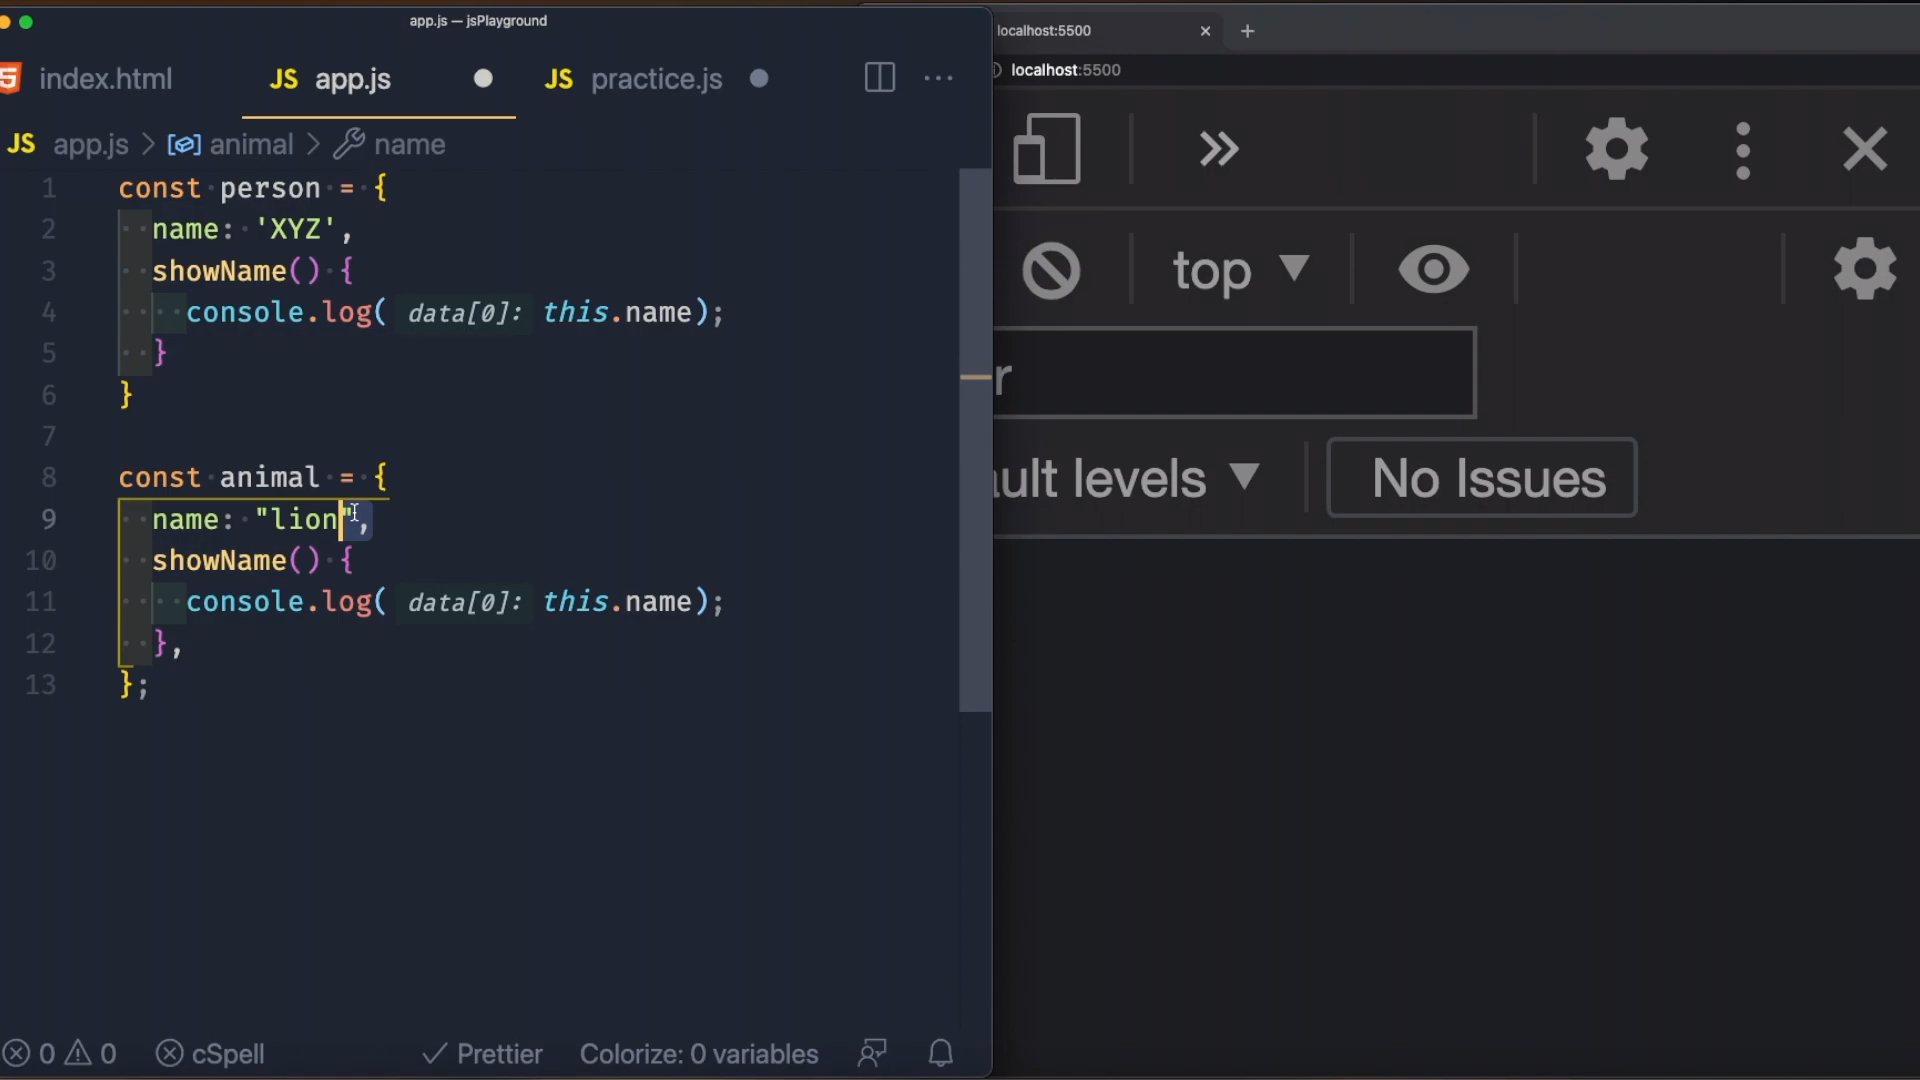 app.js — jsPlayground
index.html
JS app.js
JS practice.js
JS app.js > animal > name
1 const person = {
2 name: 'XYZ',
3 showName() {
4 console.log( data[0]: this.name);
5 }
6 }
7
8 const animal = {
9 name: "lion",
10 showName() {
11 console.log( data[0]: this.name);
12 },
13 };
0 0 cSpell Prettier Colorize: 0 variables
localhost:5500
localhost:5500
top
r
ult levels
No Issues